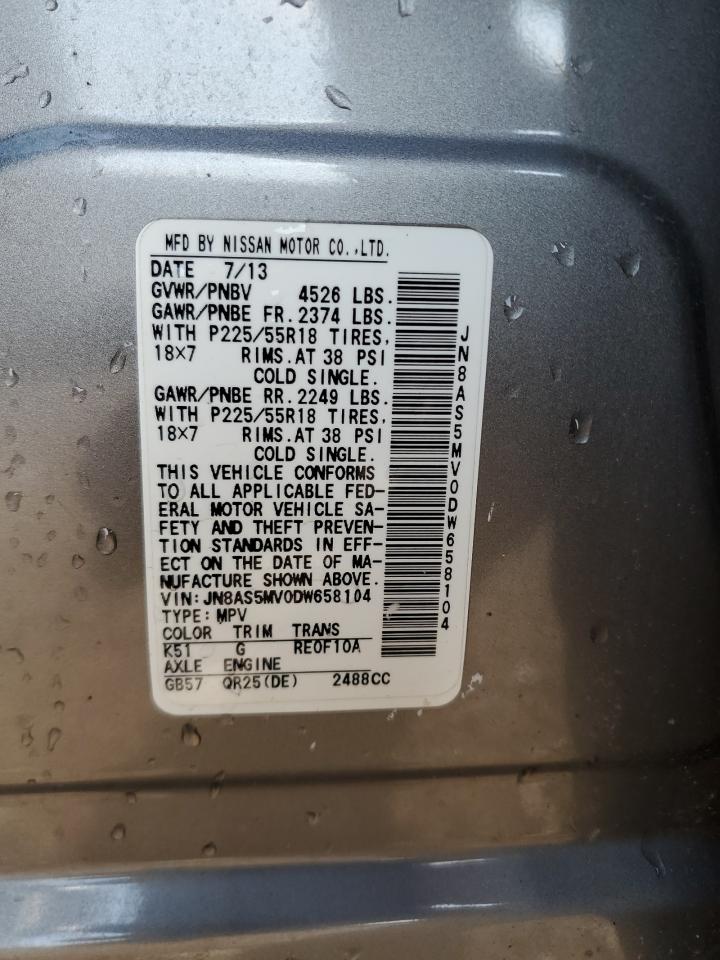 MFD BY NISSAN MOTOR CO.,LTD.
DATE 7/13
GVWR/PNBV 4526 LBS.
GAWR/PNBE FR.2374 LBS.
WITH P225/55R18 TIRES,
18X7 RIMS.AT 38 PSI
COLD SINGLE.
GAWR/PNBE RR.2249 LBS.
WITH P225/55R18 TIRES,
18X7 RIMS.AT 38 PSI
COLD SINGLE.
THIS VEHICLE CONFORMS
TO ALL APPLICABLE FED-
ERAL MOTOR VEHICLE SA-
FETY AND THEFT PREVEN-
TION STANDARDS IN EFF-
ECT ON THE DATE OF MA-
NUFACTURE SHOWN ABOVE.
VIN:JN8AS5MV0DW658104
TYPE:MPV
COLOR TRIM TRANS
K51 G RE0F10A
AXLE ENGINE
GB57 QR25(DE) 2488CC
JN8AS5MV0DW658104